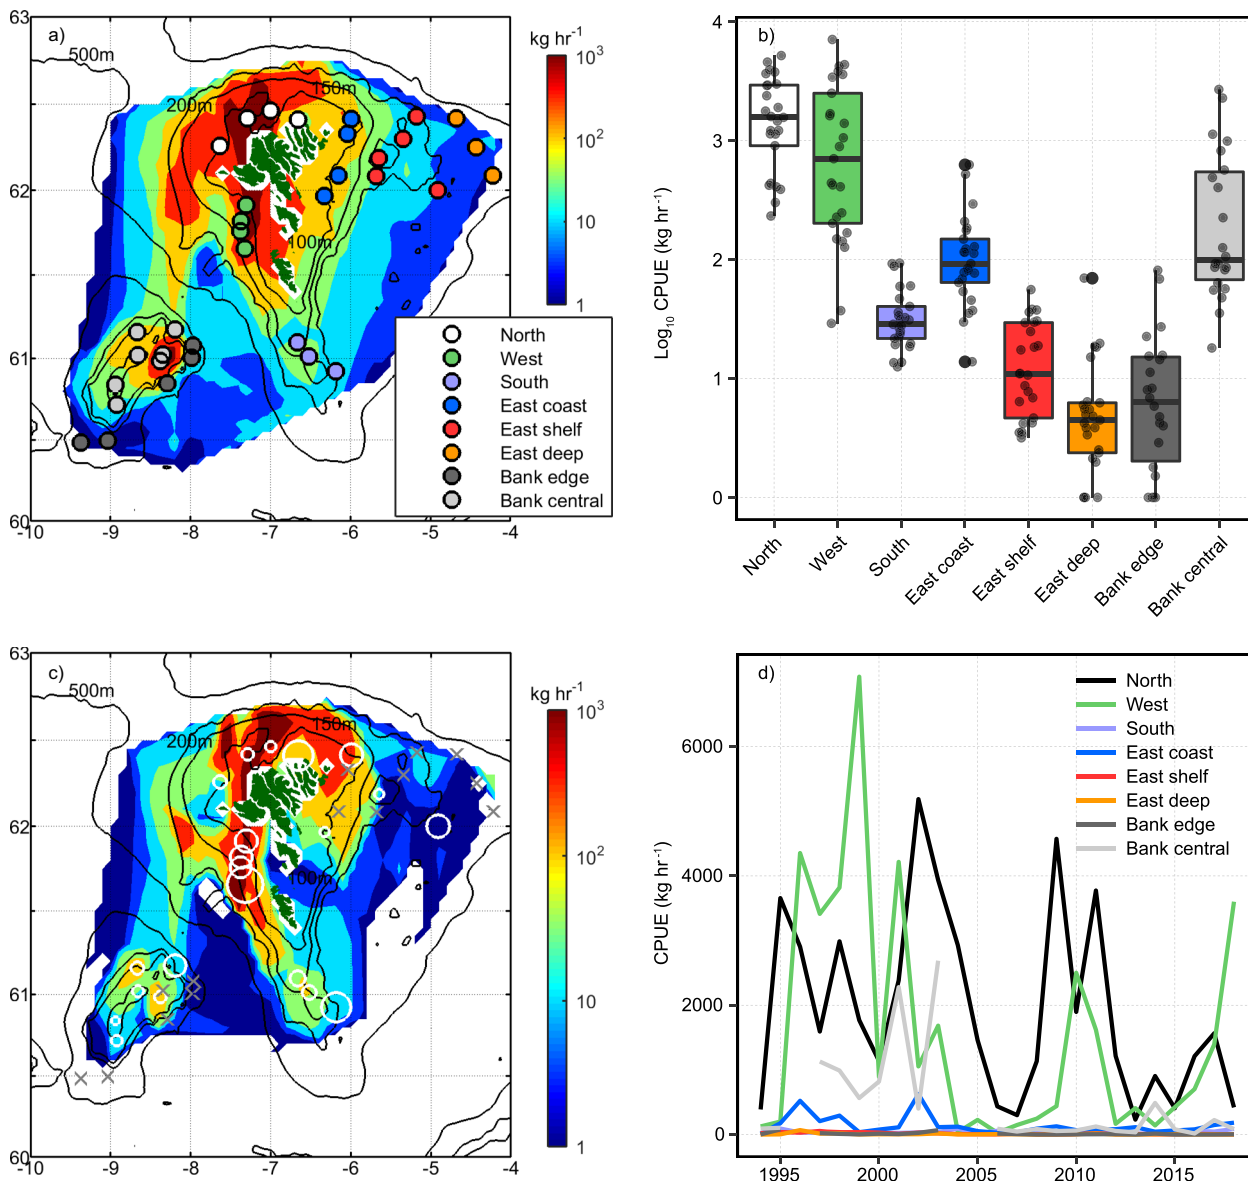 a)
63
62
61
60
-10
-9
-8
-7
-6
-5
-4
500m
200m
150m
100m
kg hr-1
10³
10²
10
1
North
West
South
East coast
East shelf
East deep
Bank edge
Bank central
b)
Log10 CPUE (kg hr-1)
4
3
2
1
0
North
West
South
East coast
East shelf
East deep
Bank edge
Bank central
c)
63
62
61
60
-10
-9
-8
-7
-6
-5
-4
500m
200m
150m
100m
kg hr-1
10³
10²
10
1
d)
CPUE (kg hr-1)
6000
4000
2000
0
1995
2000
2005
2010
2015
North
West
South
East coast
East shelf
East deep
Bank edge
Bank central